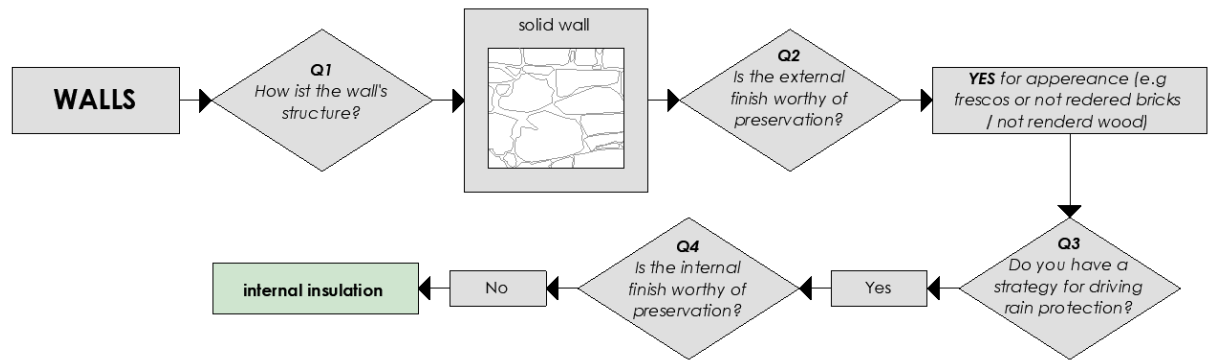 WALLS
Q1
How ist the wall's
structure?
solid wall
Q2
Is the external
finish worthy of
preservation?
YES for appereance (e.g
frescos or not redered bricks
/ not renderd wood)
Q3
Do you have a
strategy for driving
rain protection?
Yes
Q4
Is the internal
finish worthy of
preservation?
No
internal insulation